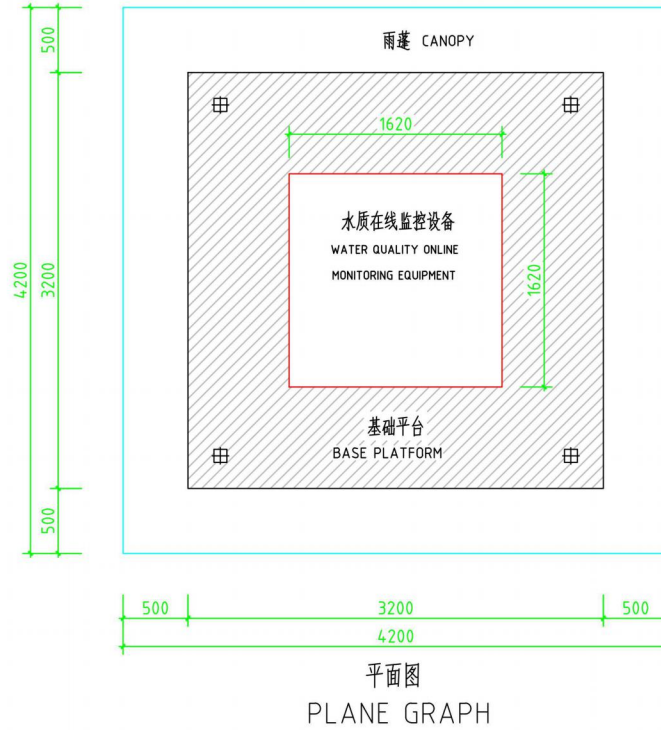 雨蓬 CANOPY
500
1620
水质在线监控设备
WATER QUALITY ONLINE
MONITORING EQUIPMENT
4200
3200
1620
基础平台
BASE PLATFORM
500
500
3200
500
4200
平面图
PLANE GRAPH